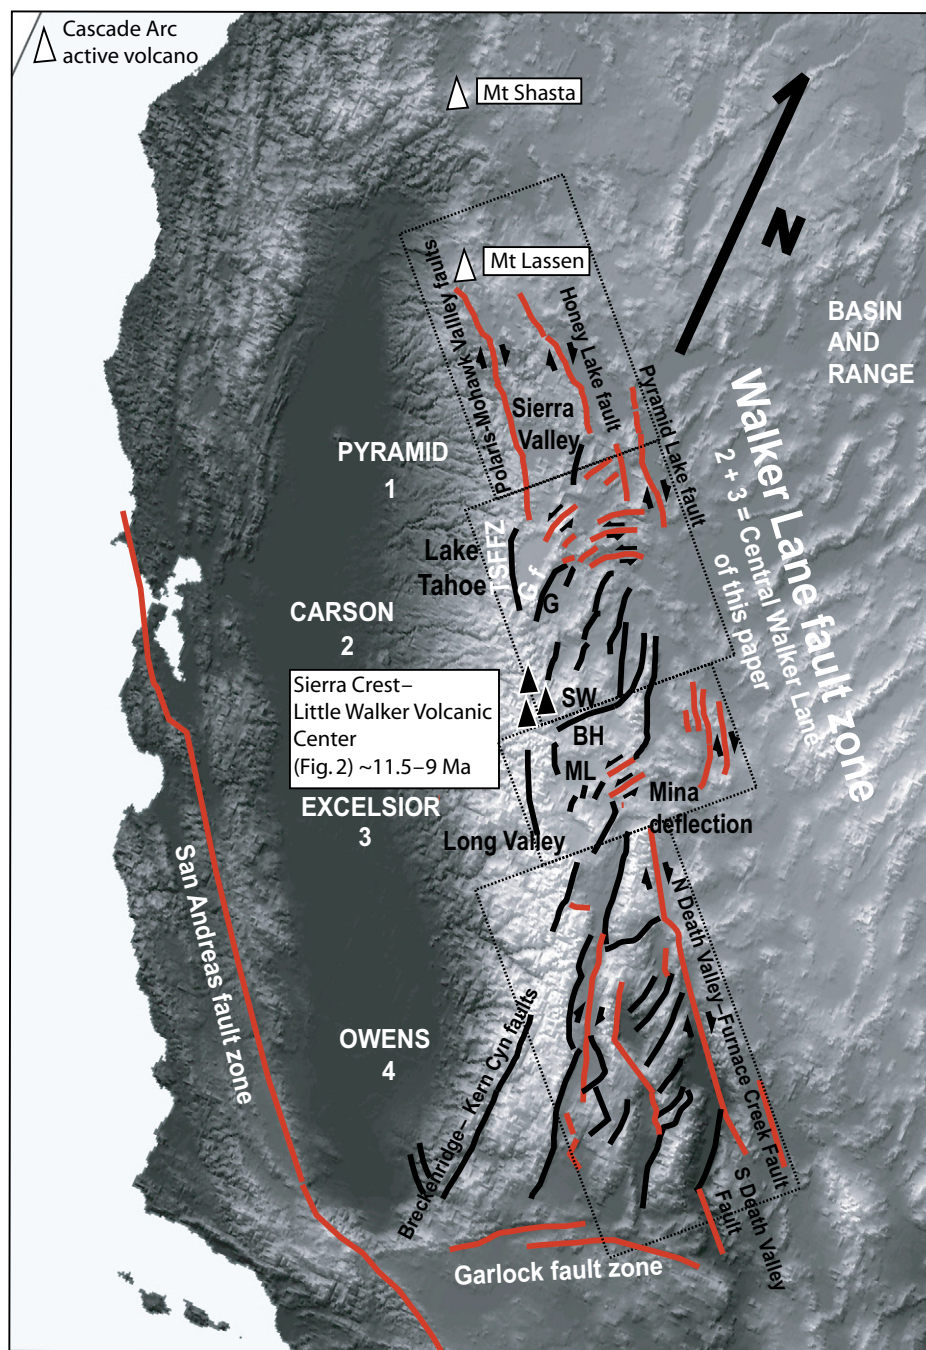 Cascade Arc
active volcano
Mt Shasta
N
Mt Lassen
BASIN
AND
RANGE
Polaris-Mohawk Vallley faults
Honey Lake fault
Pyramid Lake fault
Sierra
Valley
PYRAMID
1
Walker Lane fault zone
2 + 3 = Central Walker Lane
of this paper
TSFFZ
G f
G
Lake
Tahoe
CARSON
2
Sierra Crest–
Little Walker Volcanic
Center
(Fig. 2) ~11.5–9 Ma
SW
BH
ML
EXCELSIOR
3
Mina
deflection
Long Valley
San Andreas fault zone
N Death Valley–Furnace Creek Fault
OWENS
4
Breckenridge– Kern Cyn faults
S Death Valley
Fault
Garlock fault zone